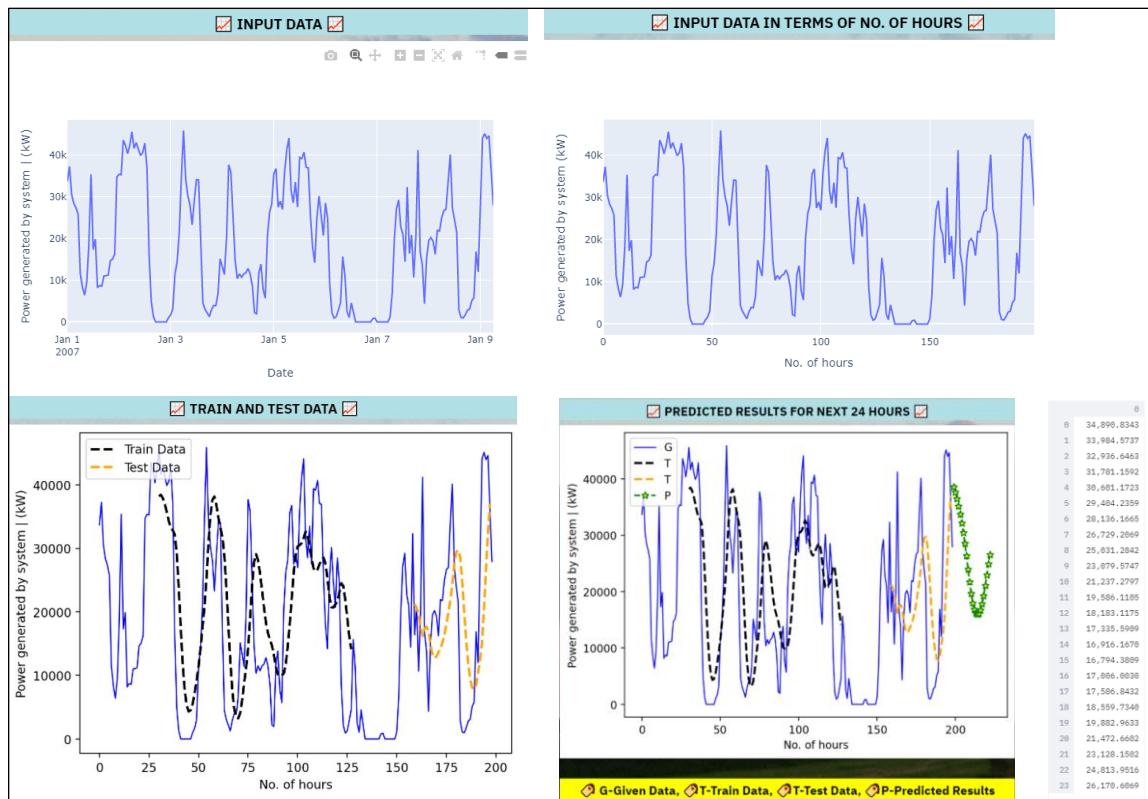 📈 INPUT DATA 📈
Power generated by system | (kW)
40k
30k
20k
10k
0
Jan 1
2007
Jan 3
Jan 5
Jan 7
Jan 9
Date
📈 INPUT DATA IN TERMS OF NO. OF HOURS 📈
Power generated by system | (kW)
40k
30k
20k
10k
0
0
50
100
150
No. of hours
📈 TRAIN AND TEST DATA 📈
Train Data
Test Data
Power generated by system | (kW)
40000
30000
20000
10000
0
0
25
50
75
100
125
150
175
200
No. of hours
📈 PREDICTED RESULTS FOR NEXT 24 HOURS 📈
G
T
T
P
Power generated by system | (kW)
40000
30000
20000
10000
0
0
50
100
150
200
No. of hours
G-Given Data, T-Train Data, T-Test Data, P-Predicted Results
0
0 34,890.8343
1 33,984.5737
2 32,936.6463
3 31,781.1592
4 30,601.1723
5 29,404.2359
6 28,136.1665
7 26,729.2069
8 25,031.2842
9 23,079.5747
10 21,237.2797
11 19,586.1105
12 18,183.1175
13 17,335.5909
14 16,916.1670
15 16,794.3809
16 17,006.0030
17 17,586.8432
18 18,559.7340
19 19,882.9633
20 21,472.6602
21 23,128.1502
22 24,813.9516
23 26,170.6069